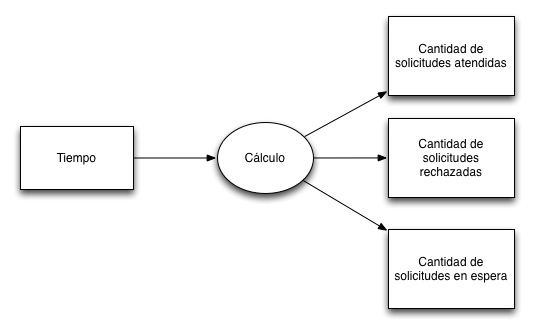 Tiempo
Cálculo
Cantidad de
solicitudes atendidas
Cantidad de
solicitudes
rechazadas
Cantidad de
solicitudes en espera